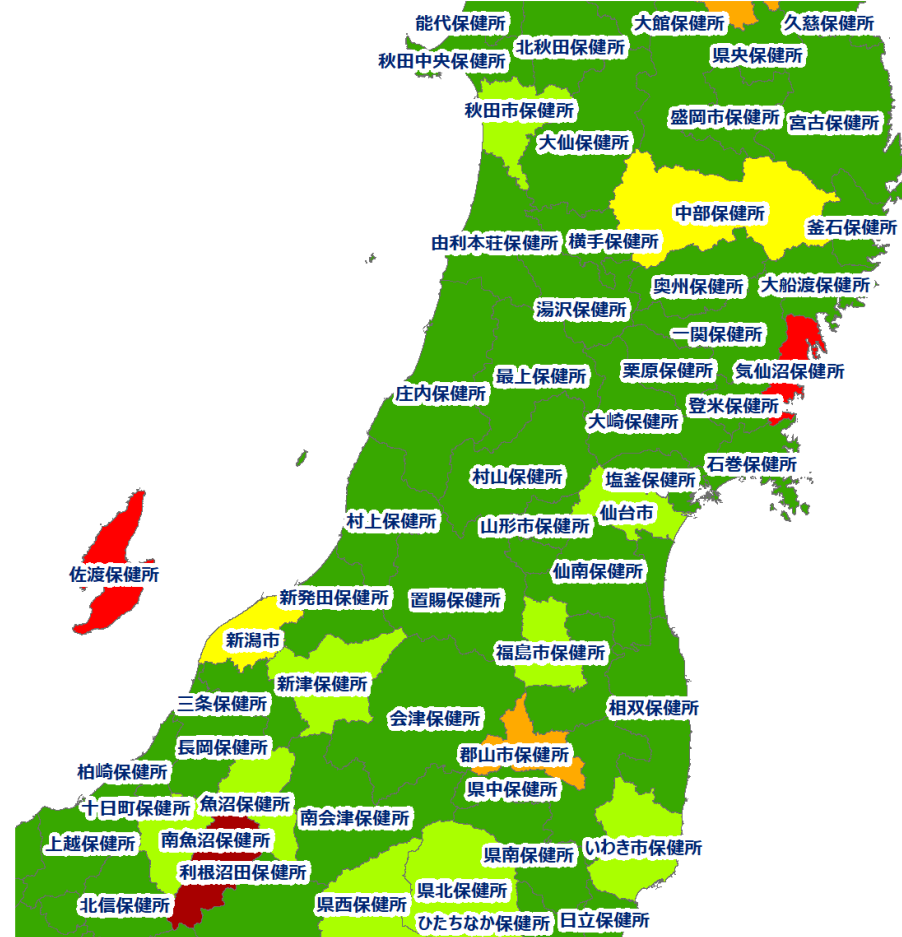 能代保健所
大館保健所
久慈保健所
北秋田保健所
県央保健所
秋田中央保健所
秋田市保健所
盛岡市保健所
宮古保健所
大仙保健所
中部保健所
釜石保健所
由利本荘保健所
横手保健所
奥州保健所
大船渡保健所
湯沢保健所
一関保健所
最上保健所
栗原保健所
気仙沼保健所
庄内保健所
登米保健所
大崎保健所
石巻保健所
村山保健所
塩釜保健所
仙台市
村上保健所
山形市保健所
佐渡保健所
仙南保健所
新発田保健所
置賜保健所
新潟市
福島市保健所
新津保健所
三条保健所
会津保健所
相双保健所
長岡保健所
郡山市保健所
柏崎保健所
県中保健所
十日町保健所
魚沼保健所
南会津保健所
上越保健所
南魚沼保健所
県南保健所
いわき市保健所
利根沼田保健所
県北保健所
北信保健所
県西保健所
ひたちなか保健所
日立保健所